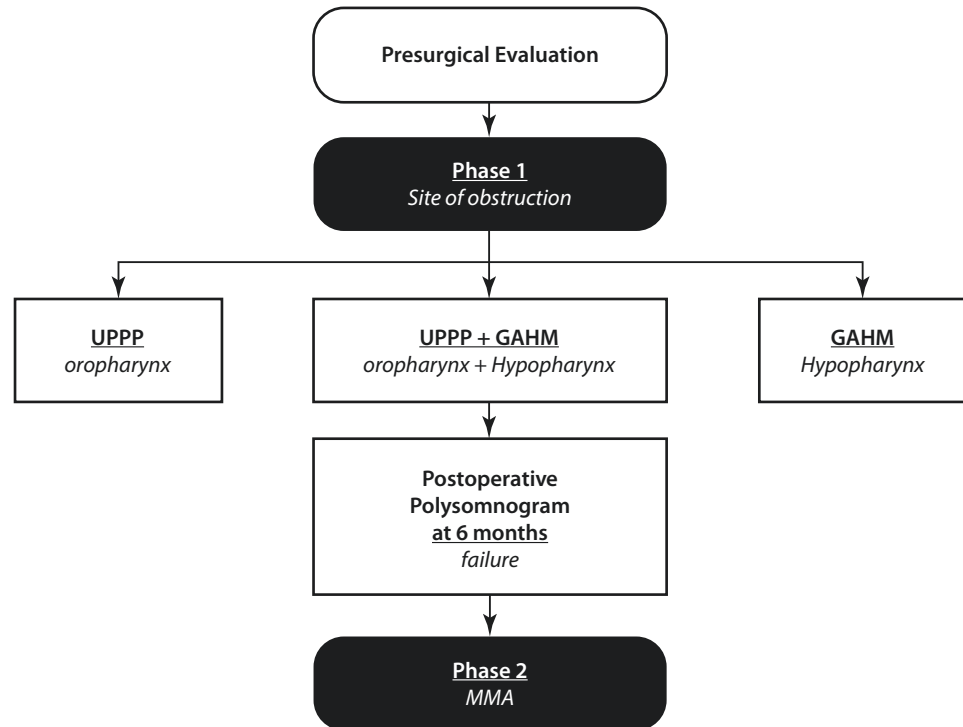 Presurgical Evaluation
Phase 1
Site of obstruction
UPPP
oropharynx
UPPP + GAHM
oropharynx + Hypopharynx
GAHM
Hypopharynx
Postoperative
Polysomnogram
at 6 months
failure
Phase 2
MMA